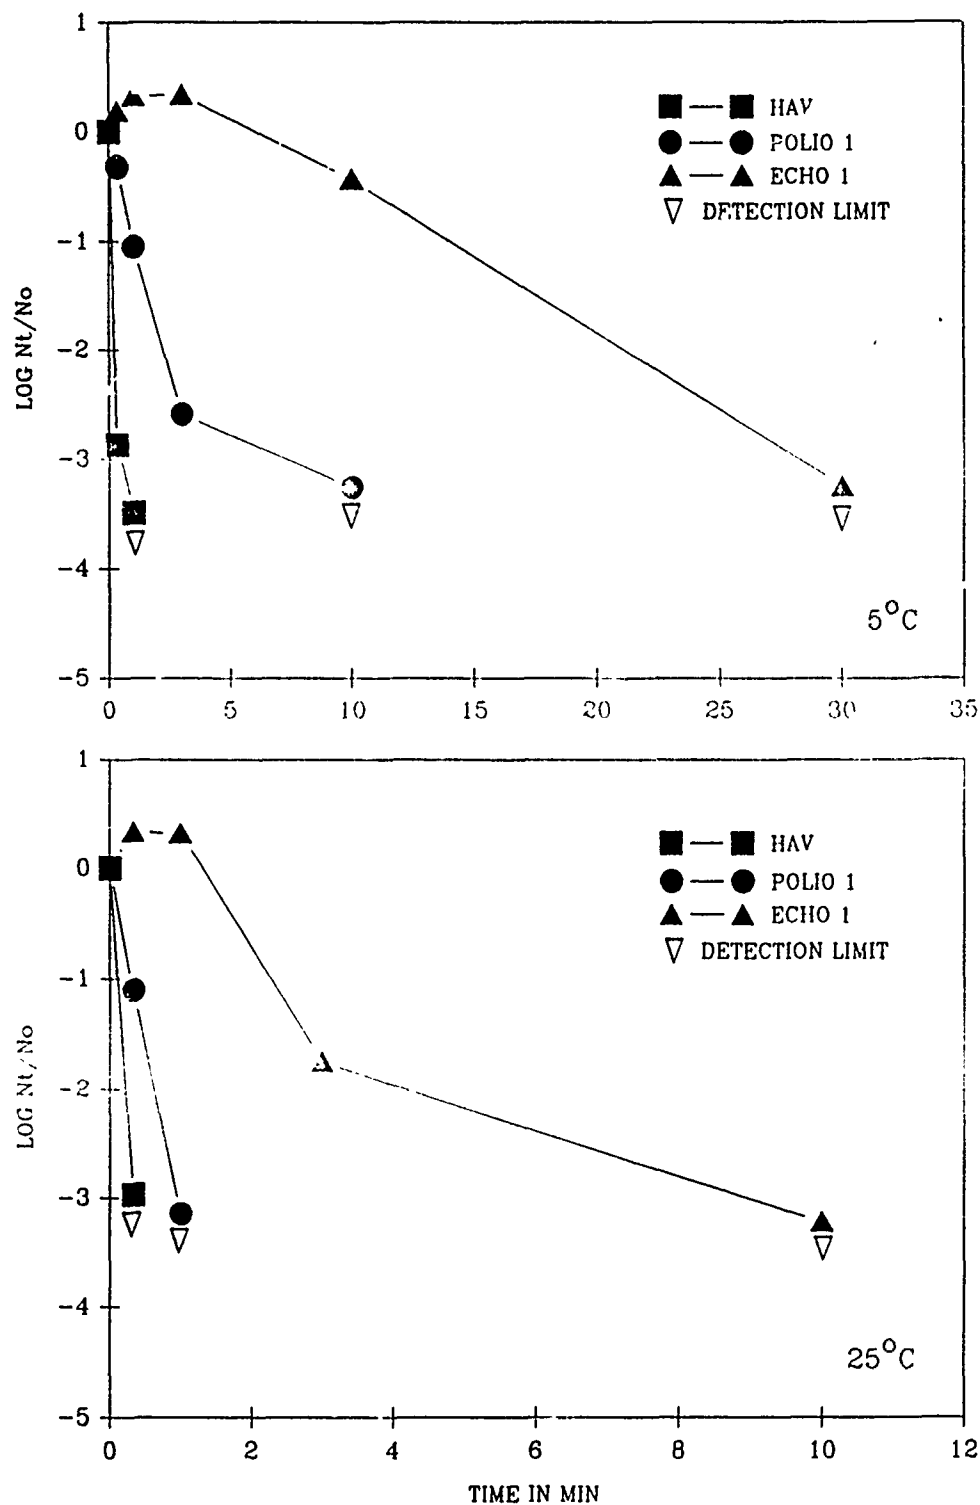 1
0
-1
-2
-3
-4
-5
LOG Nt/No
HAV
POLIO 1
ECHO 1
DETECTION LIMIT
5°C
0 5 10 15 20 25 30 35
1
0
-1
-2
-3
-4
-5
LOG Nt/No
HAV
POLIO 1
ECHO 1
DETECTION LIMIT
25°C
0 2 4 6 8 10 12
TIME IN MIN